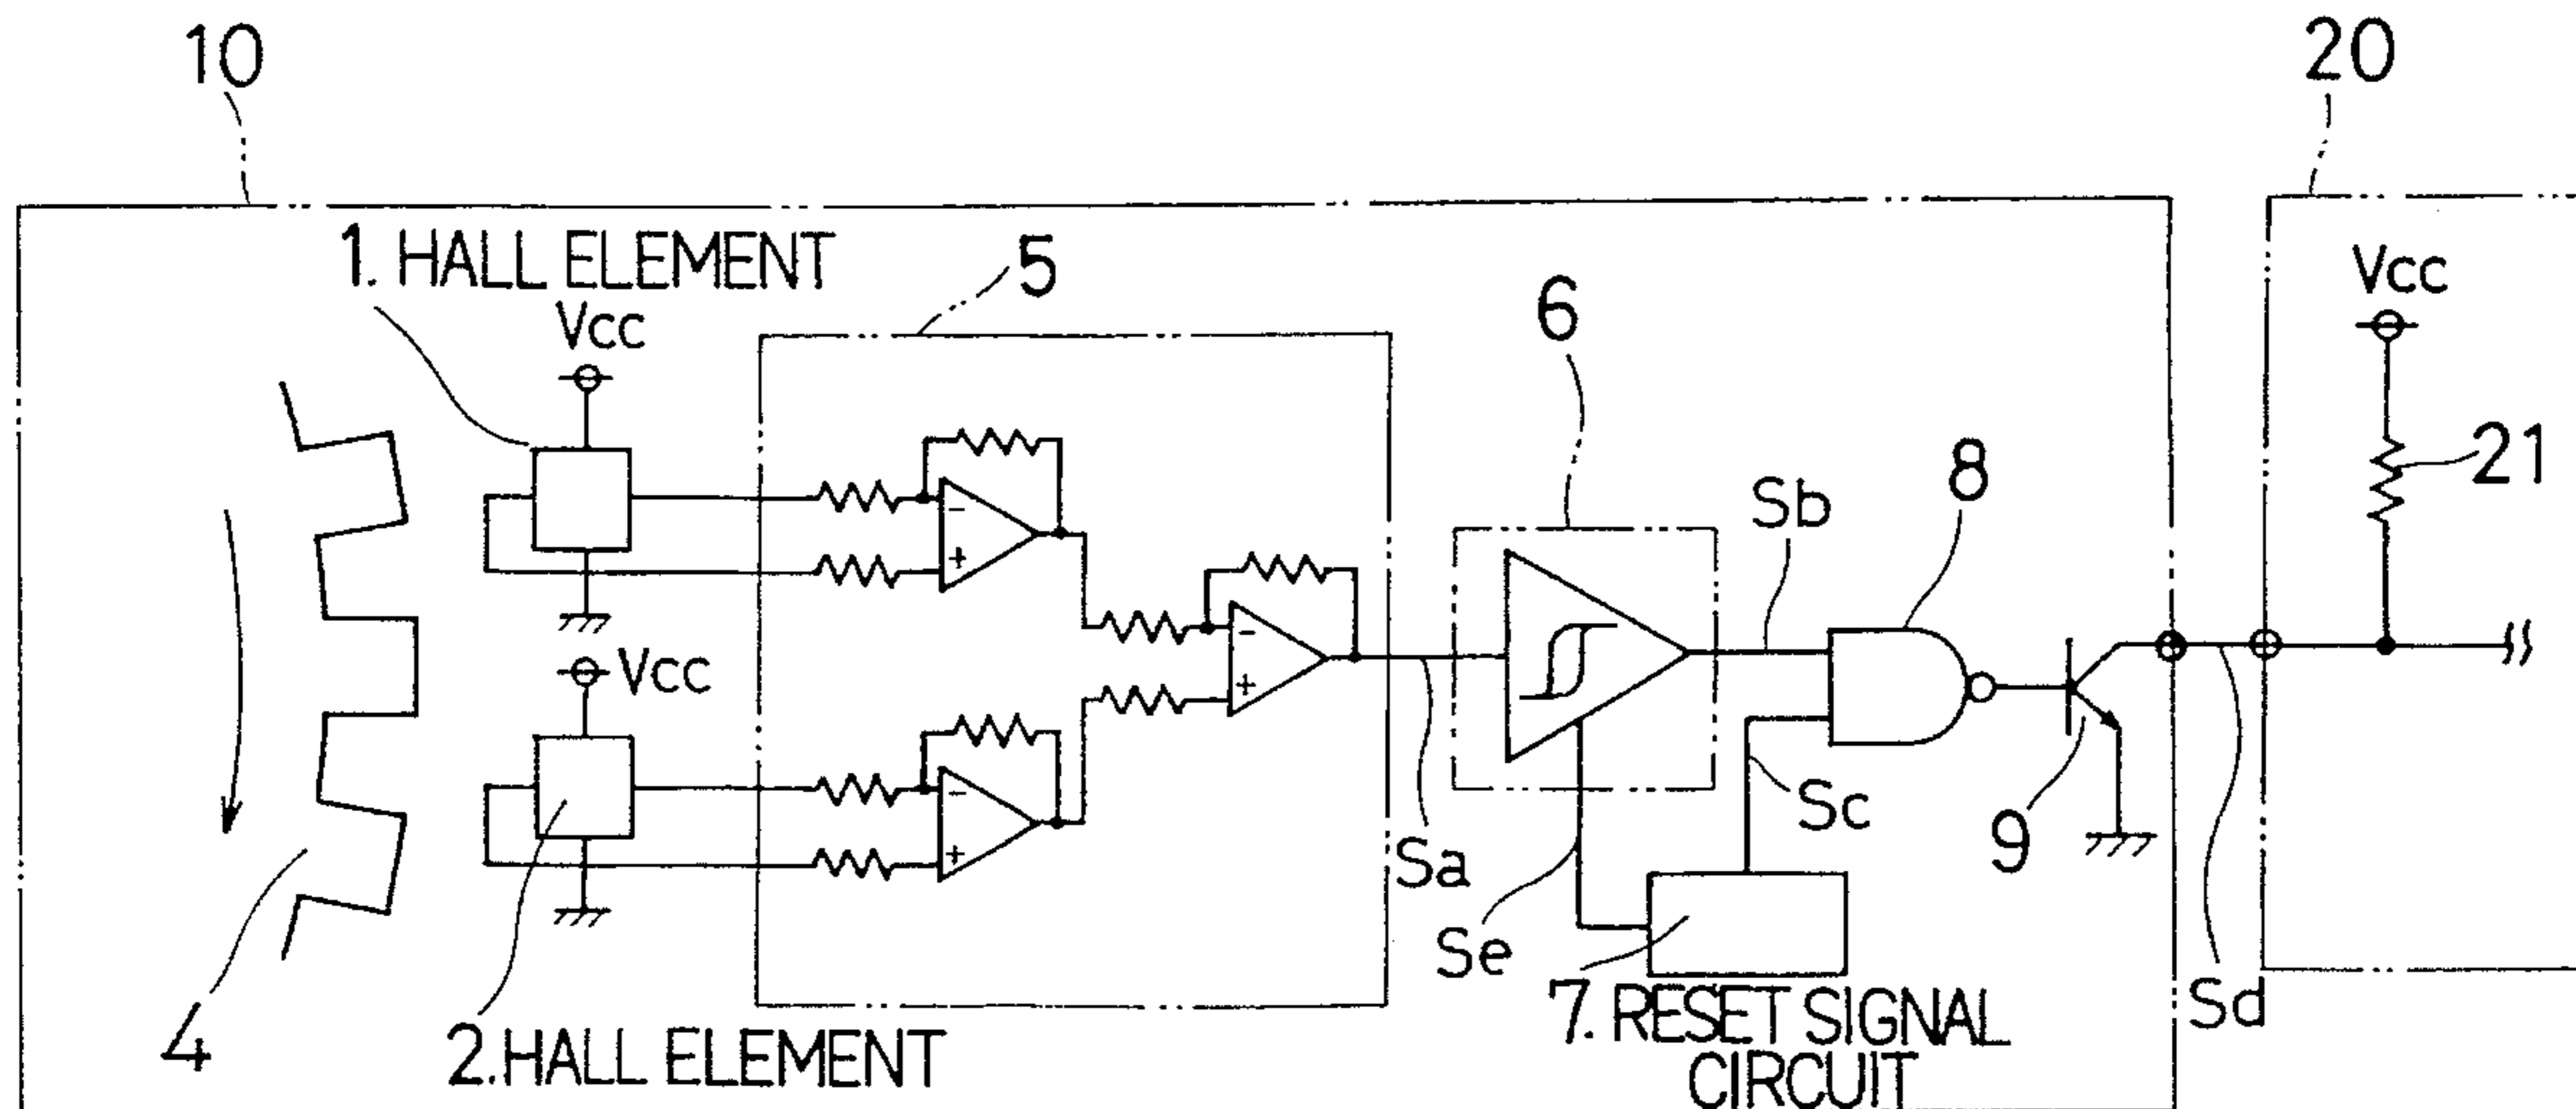 10
20
1. HALL ELEMENT
5
Vcc
6
Vcc
21
8
Sb
-
+
-
+
Vcc
-
+
Sa
Sc
9
Se
Sd
4
2. HALL ELEMENT
7. RESET SIGNAL
CIRCUIT